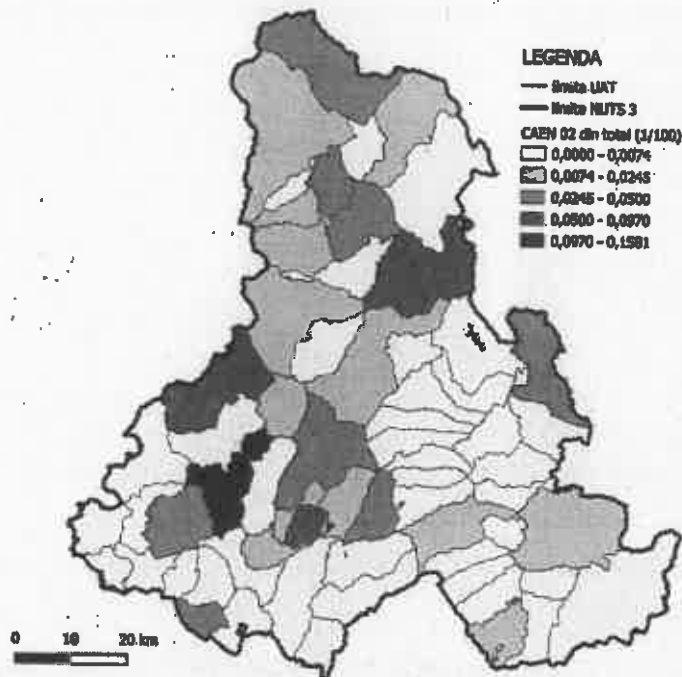 LEGENDA
limita UAT
limita NUTS 3
CAEN 02 din total (1/100)
0,0000 - 0,0074
0,0074 - 0,0245
0,0245 - 0,0500
0,0500 - 0,0970
0,0970 - 0,1581
0 10 20 km